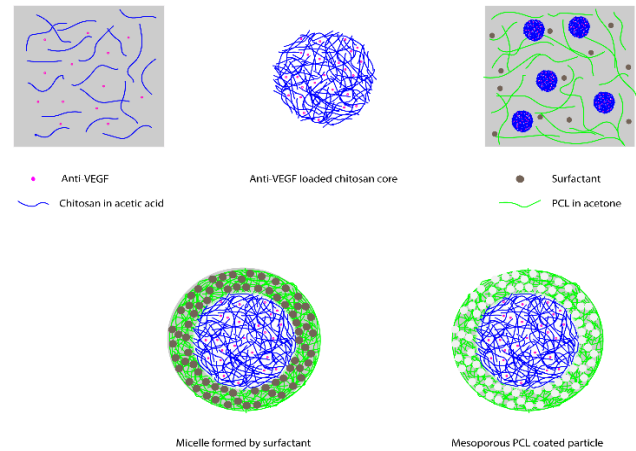 Anti-VEGF
Anti-VEGF loaded chitosan core
Surfactant
Chitosan in acetic acid
PCL in acetone
Micelle formed by surfactant
Mesoporous PCL coated particle